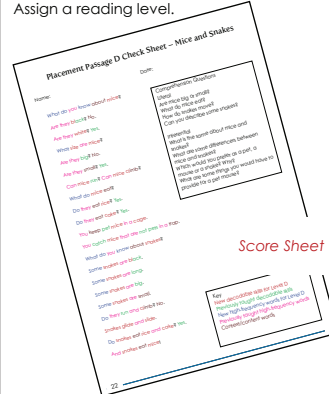 Assign a reading level.
Placement Passage D Check Sheet – Mice and Snakes
Name:
Date:
What do you know about mice?
Are they black? No.
Are they white? Yes.
What size are mice?
Are they big? No.
Are they small? Yes.
Can mice run? Can mice climb?
What do mice eat?
Do they eat rice? Yes.
Do they eat cake? Yes.
You keep pet mice in a cage.
You catch mice that are not pets in a trap.
What do you know about snakes?
Some snakes are black.
Some snakes are long.
Some snakes are big.
Some snakes are small.
Do they run and climb? No.
Snakes glide and slide.
Do snakes eat rice and cake? Yes.
And snakes eat mice!
Comprehension Questions
Literal
Are mice big or small?
What do mice eat?
How do snakes move?
Can you describe some snakes?
Inferential
What is the same about mice and
snakes?
What are some differences between
mice and snakes?
Which would you prefer as a pet, a
mouse or a snake? Why?
What are some things you would have to
provide for a pet mouse?
Score Sheet
Key
New decodable skills for Level D
Previously taught decodable skills
New high-frequency words for Level D
Previously taught high-frequency words
Context/content words
22